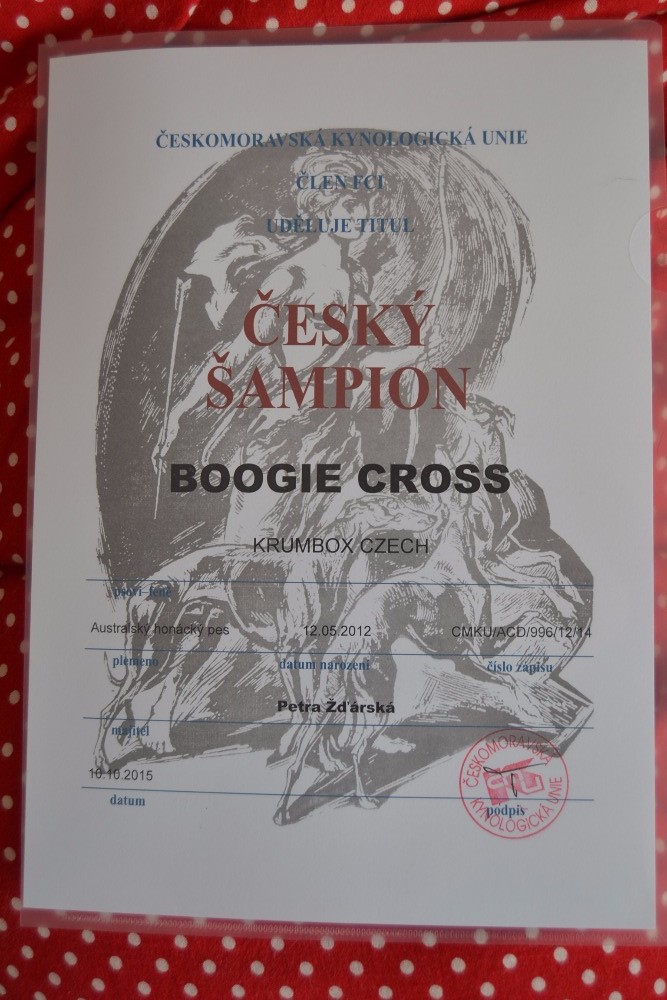 ČESKOMORAVSKÁ KYNOLOGICKÁ UNIE
ČLEN FCI
UDĚLUJE TITUL
ČESKÝ
ŠAMPION
BOOGIE CROSS
KRUMBOX CZECH
psovi–feně
Australský honácký pes 12.05.2012 CMKU/ACD/996/12/14
plemeno datum narození číslo zápisu
Petra Žďárská
majitel
10.10.2015
datum podpis
ČESKOMORAVSKÁ
KYNOLOGICKÁ UNIE